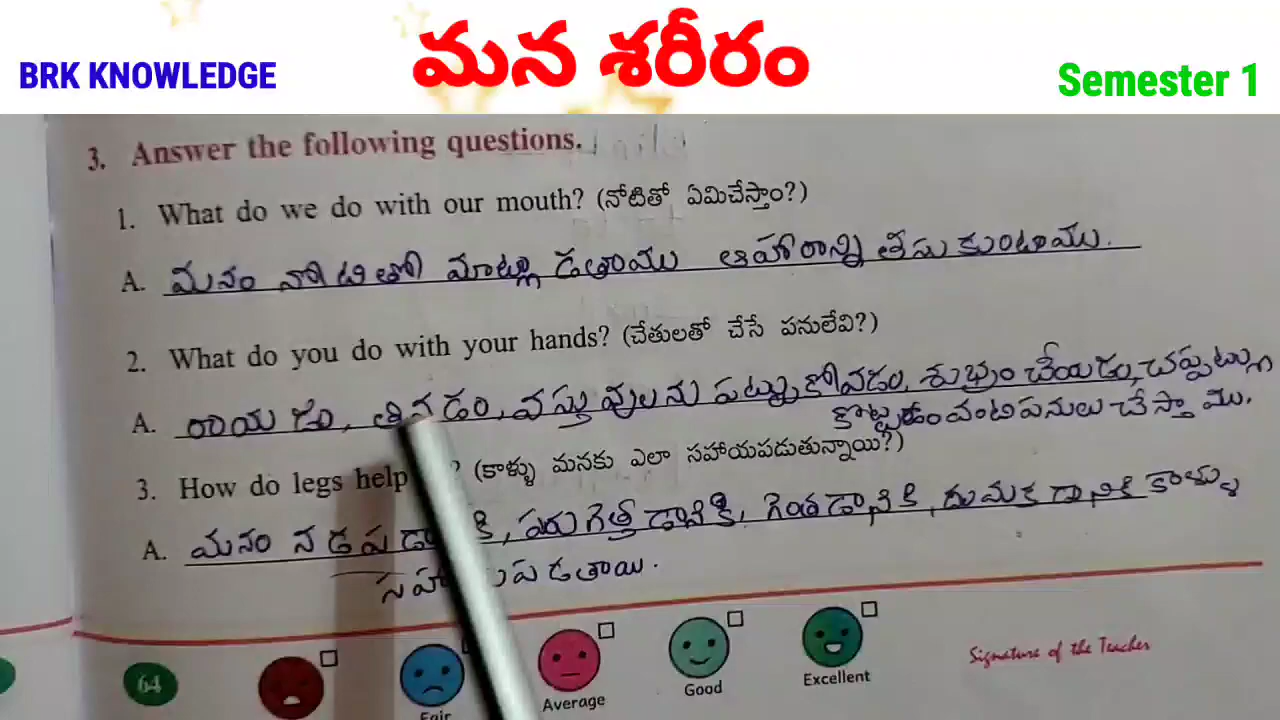 BRK KNOWLEDGE
మన శరీరం
Semester 1
3. Answer the following questions.
1. What do we do with our mouth? (నోటితో ఏమిచేస్తాం?)
A. మనం నోటితో మాట్లాడతాము ఆహారాన్ని తీసుకుంటాము.
2. What do you do with your hands? (చేతులతో చేసే పనులేవి?)
A. రాయడం, తినడం, వస్తువులను పట్టుకోవడం, శుభ్రం చేయడం, చప్పట్లు
కొట్టడం వంటి పనులు చేస్తాము.
3. How do legs help ? (కాళ్ళు మనకు ఎలా సహాయపడుతున్నాయి?)
A. మనం పరుగెత్తడానికి, గెంతడానికి, దుమకడానికి కాళ్ళు
64
Fair
Average
Good
Excellent
Signature of the Teacher